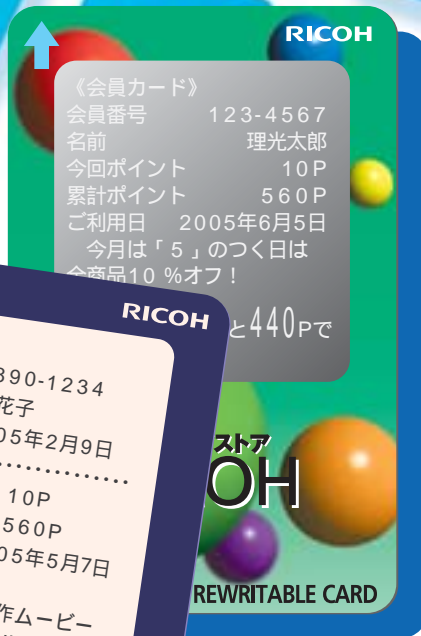 RICOH
《会員カード》
会員番号 123-4567
名前 理光太郎
今回ポイント 10P
累計ポイント 560P
ご利用日 2005年6月5日
今月は「5」のつく日は
全商品10%オフ!
と440Pで
ストア
OH
REWRITABLE CARD
RICOH
390-1234
花子
05年2月9日
10P
560P
05年5月7日
作ムービー